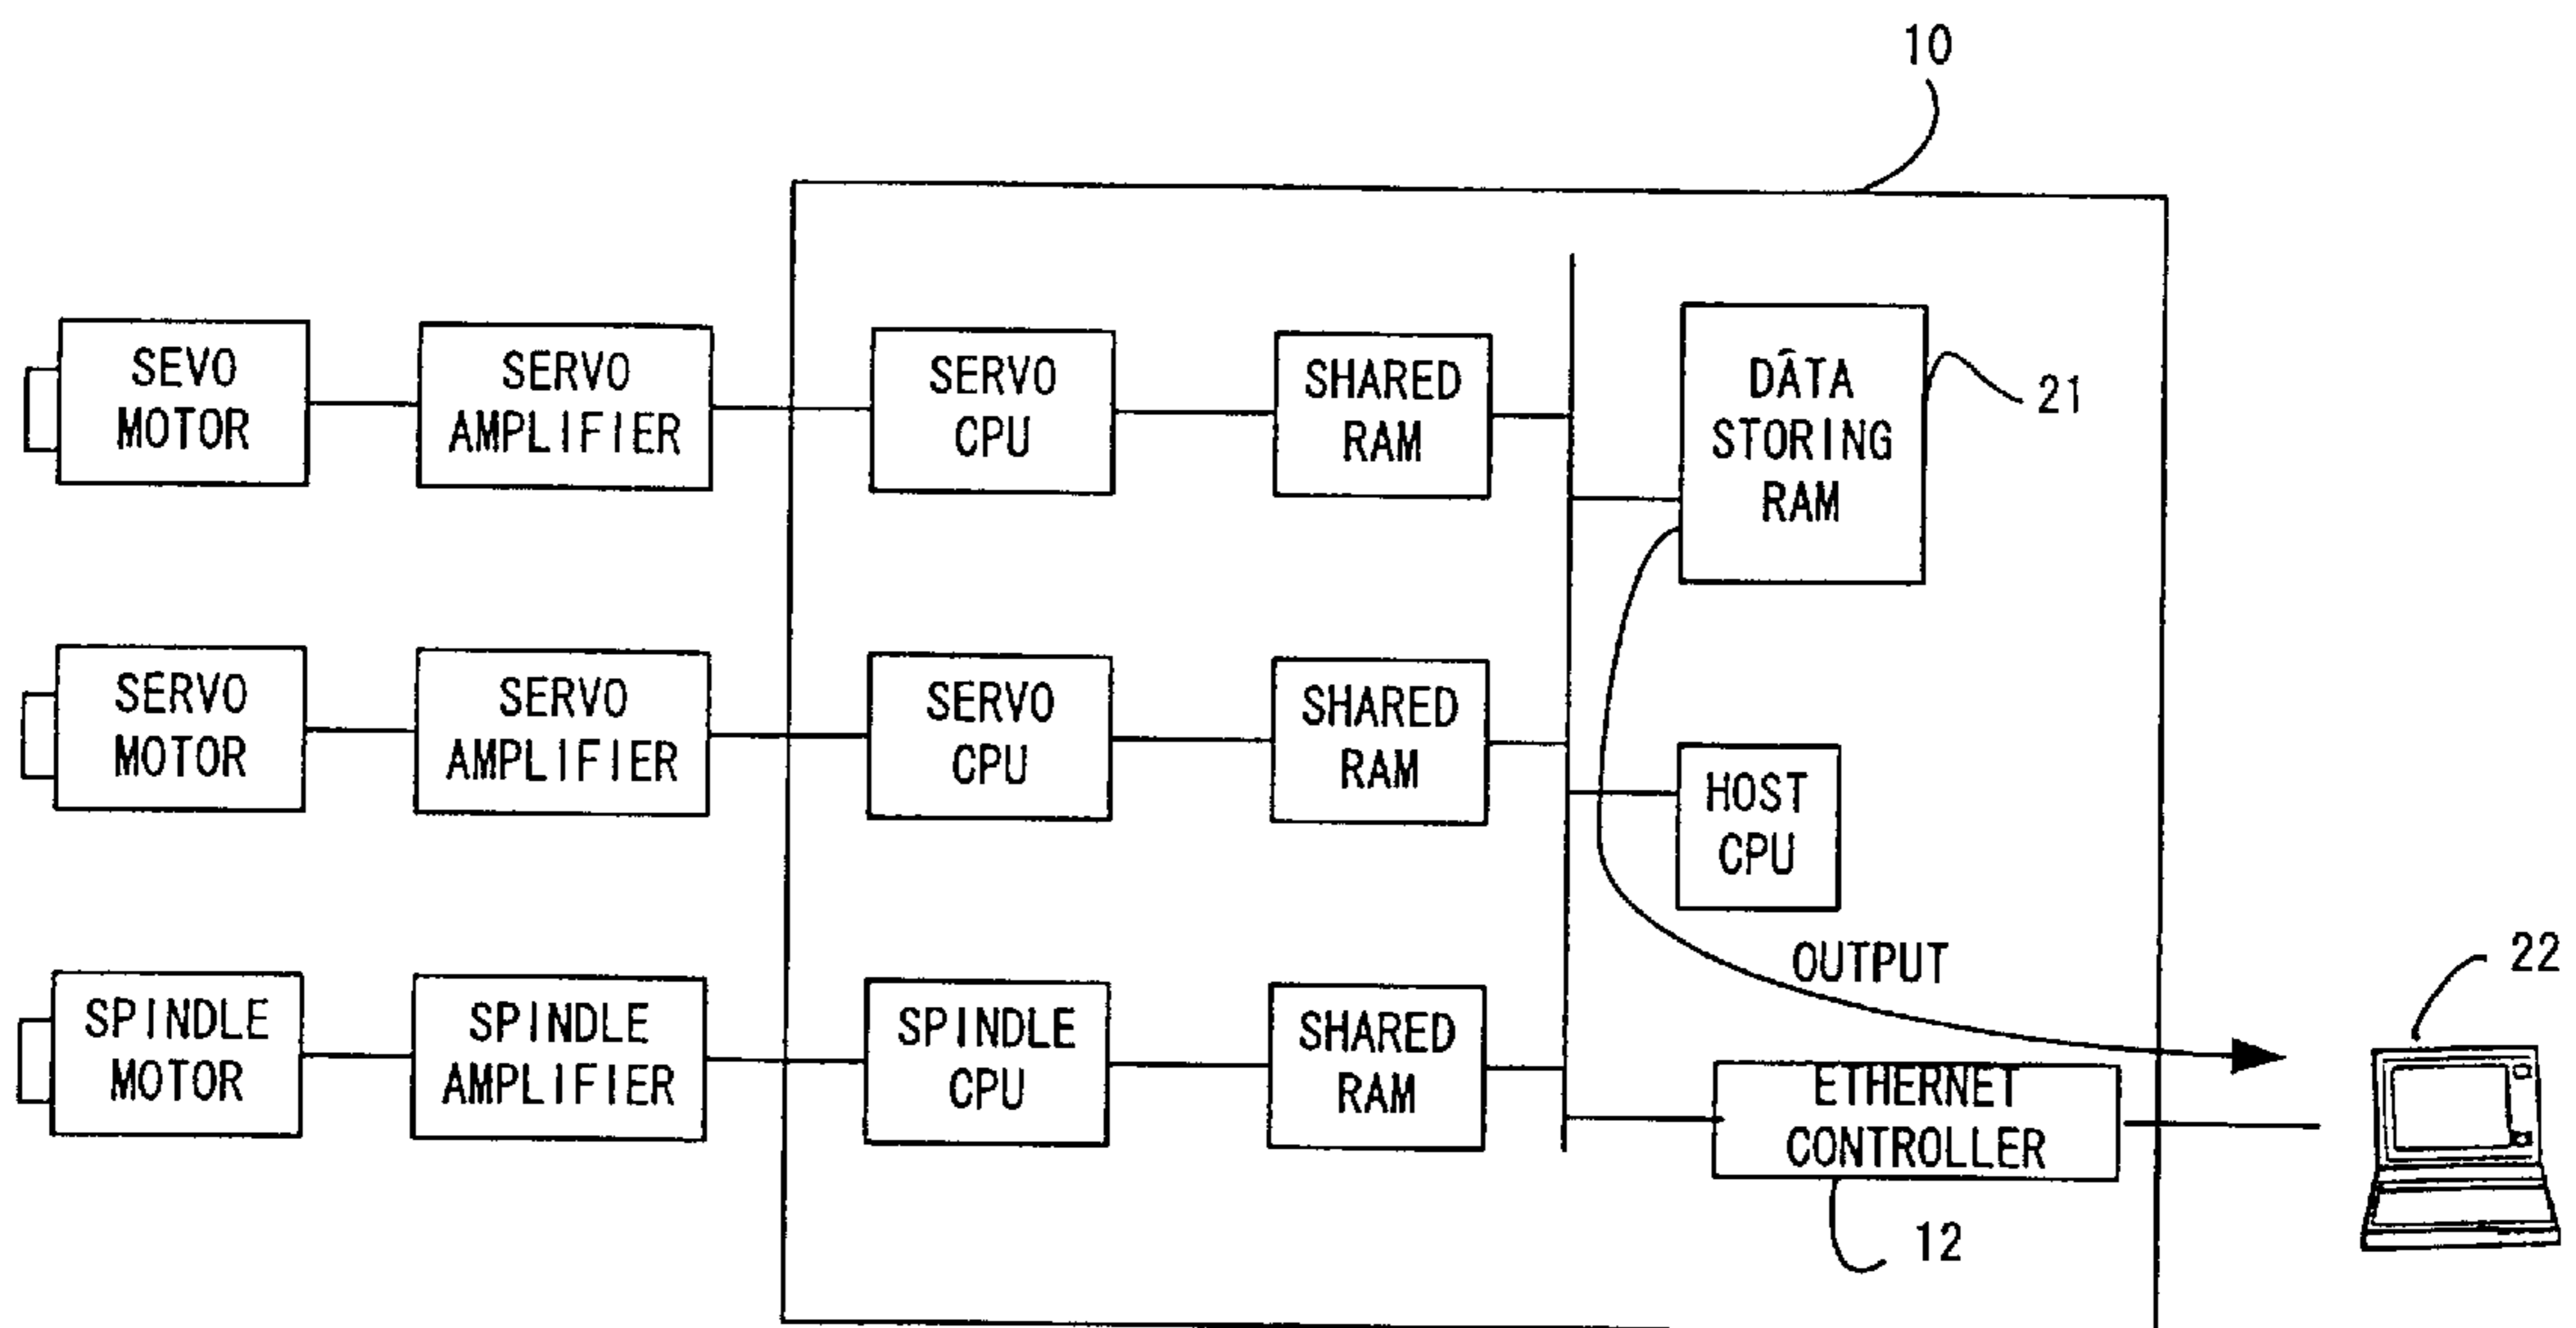 10
SEVO
MOTOR
SERVO
AMPLIFIER
SERVO
CPU
SHARED
RAM
DATA
STORING
RAM
21
SERVO
MOTOR
SERVO
AMPLIFIER
SERVO
CPU
SHARED
RAM
HOST
CPU
OUTPUT
22
SPINDLE
MOTOR
SPINDLE
AMPLIFIER
SPINDLE
CPU
SHARED
RAM
ETHERNET
CONTROLLER
12